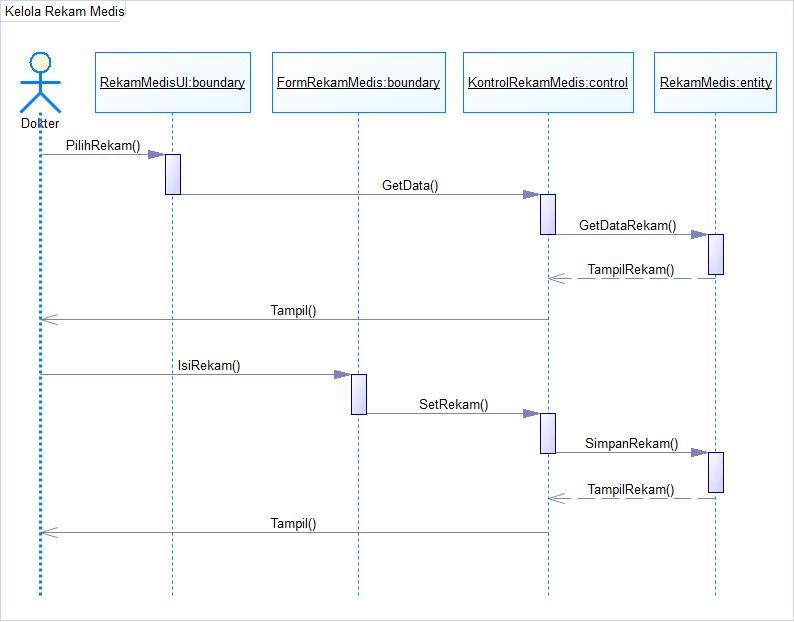 Kelola Rekam Medis
RekamMedisUI:boundary
FormRekamMedis:boundary
KontrolRekamMedis:control
RekamMedis:entity
Dokter
PilihRekam()
GetData()
GetDataRekam()
TampilRekam()
Tampil()
IsiRekam()
SetRekam()
SimpanRekam()
TampilRekam()
Tampil()